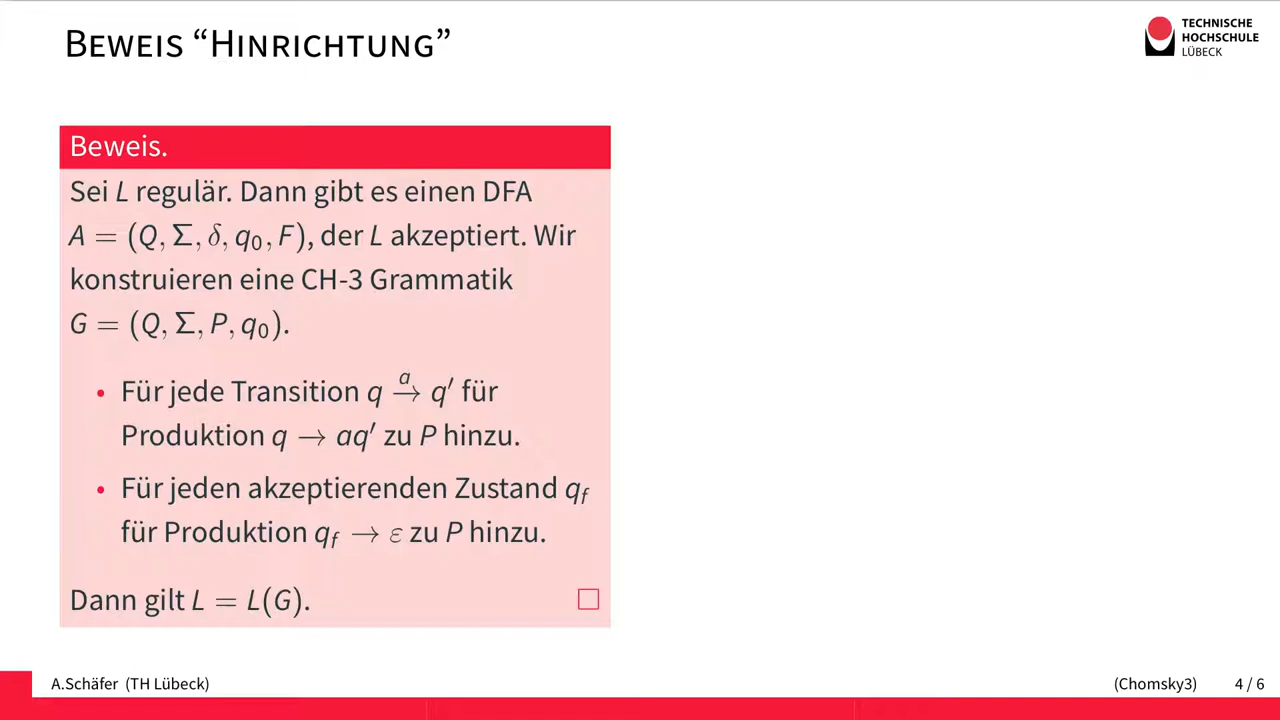 BEWEIS “HINRICHTUNG”
TECHNISCHE
HOCHSCHULE
LÜBECK
Beweis.
Sei L regulär. Dann gibt es einen DFA
A = (Q, Σ, δ, q₀, F), der L akzeptiert. Wir
konstruieren eine CH-3 Grammatik
G = (Q, Σ, P, q₀).
• Für jede Transition q →ᵃ q′ für
Produktion q → aq′ zu P hinzu.
• Für jeden akzeptierenden Zustand q_f
für Produktion q_f → ε zu P hinzu.
Dann gilt L = L(G). □
A.Schäfer (TH Lübeck) (Chomsky3) 4 / 6